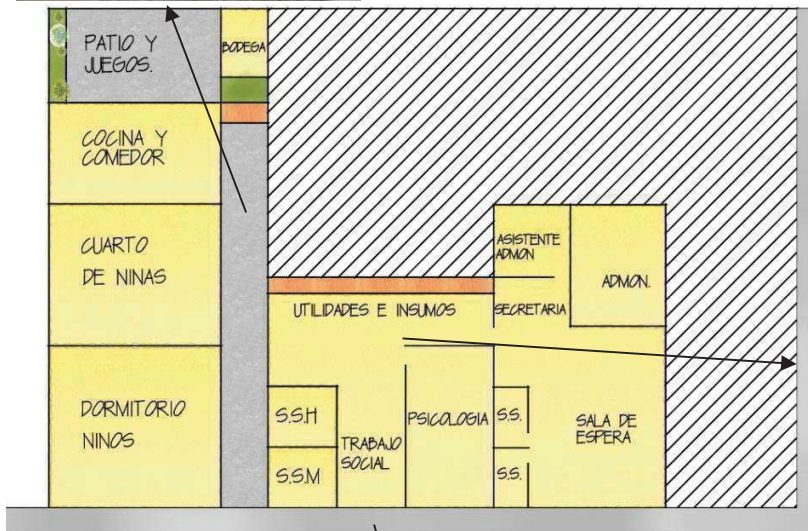 PATIO Y
JUEGOS.
BODEGA
COCINA Y
COMEDOR
CUARTO
DE NINAS
ASISTENTE
ADMON
ADMON.
UTILIDADES E INSUMOS
SECRETARIA
DORMITORIO
NINOS
S.S.H
S.S.M
TRABAJO
SOCIAL
PSICOLOGIA
S.S.
S.S.
SALA DE
ESPERA